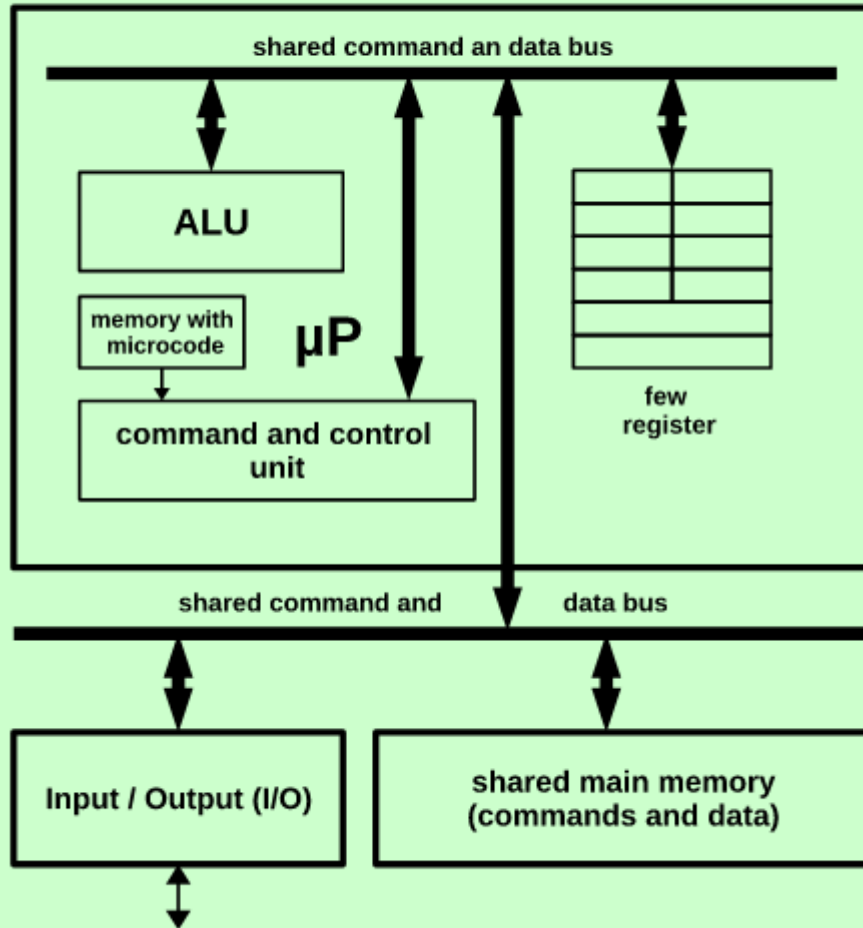 shared command an data bus
ALU
memory with
microcode
µP
command and control
unit
few
register
shared command and data bus
Input / Output (I/O)
shared main memory
(commands and data)